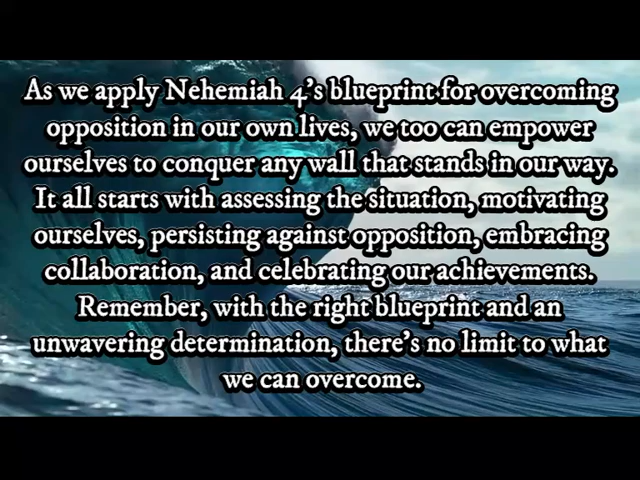 As we apply Nehemiah 4's blueprint for overcoming
opposition in our own lives, we too can empower
ourselves to conquer any wall that stands in our way.
It all starts with assessing the situation, motivating
ourselves, persisting against opposition, embracing
collaboration, and celebrating our achievements.
Remember, with the right blueprint and an
unwavering determination, there's no limit to what
we can overcome.